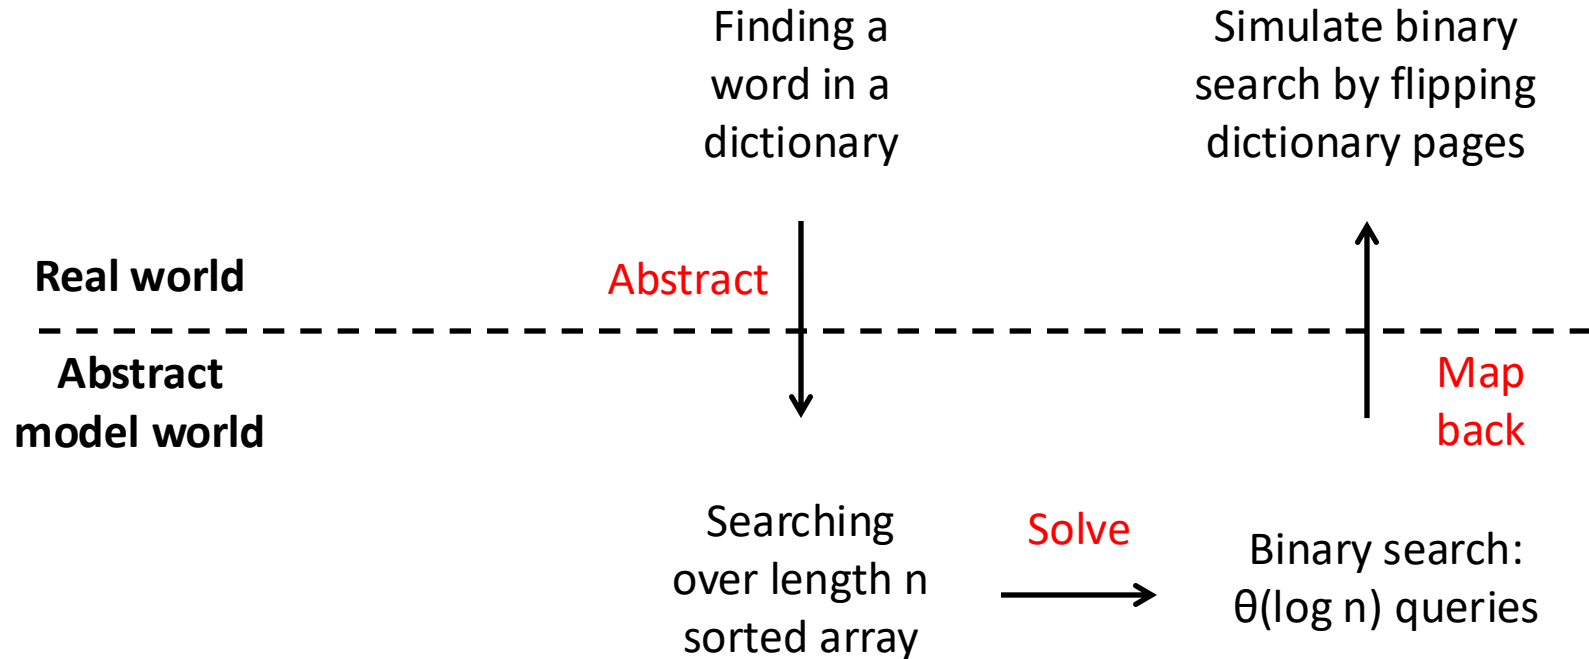 Finding a
word in a
dictionary
Simulate binary
search by flipping
dictionary pages
Real world
Abstract
Abstract
model world
Map
back
Searching
over length n
sorted array
Solve
Binary search:
θ(log n) queries